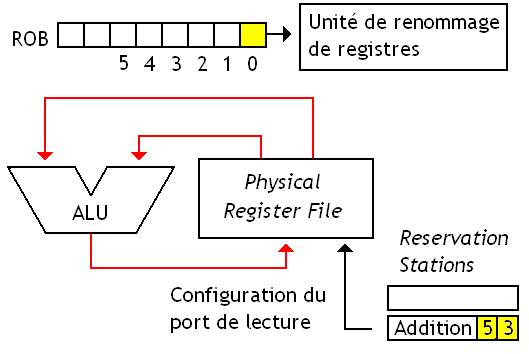 ROB
5 4 3 2 1 0
Unité de renommage
de registres
ALU
Physical
Register File
Reservation
Stations
Configuration du
port de lecture
Addition 5 3